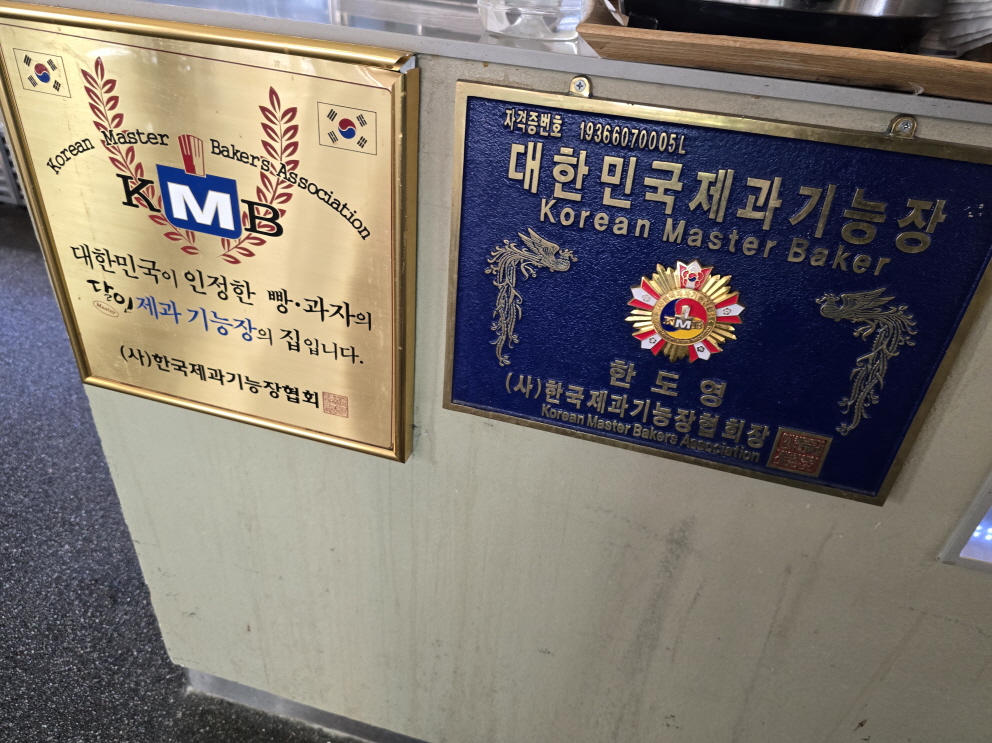 Korean Master Baker's Association
KMB
대한민국이 인정한 빵·과자의
달인 제과 기능장의 집입니다.
Master
(사)한국제과기능장협회
자격증번호 19366070005L
대한민국제과기능장
Korean Master Baker
KMB
한도영
(사)한국제과기능장협회장
Korean Master Bakers Association